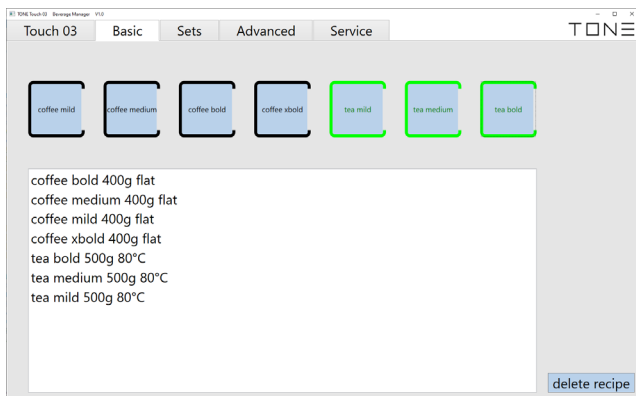 TONE Touch 03 Beverage Manager V1.0
Touch 03 Basic Sets Advanced Service
TONE
coffee mild coffee medium coffee bold coffee xbold tea mild tea medium tea bold
coffee bold 400g flat
coffee medium 400g flat
coffee mild 400g flat
coffee xbold 400g flat
tea bold 500g 80°C
tea medium 500g 80°C
tea mild 500g 80°C
delete recipe